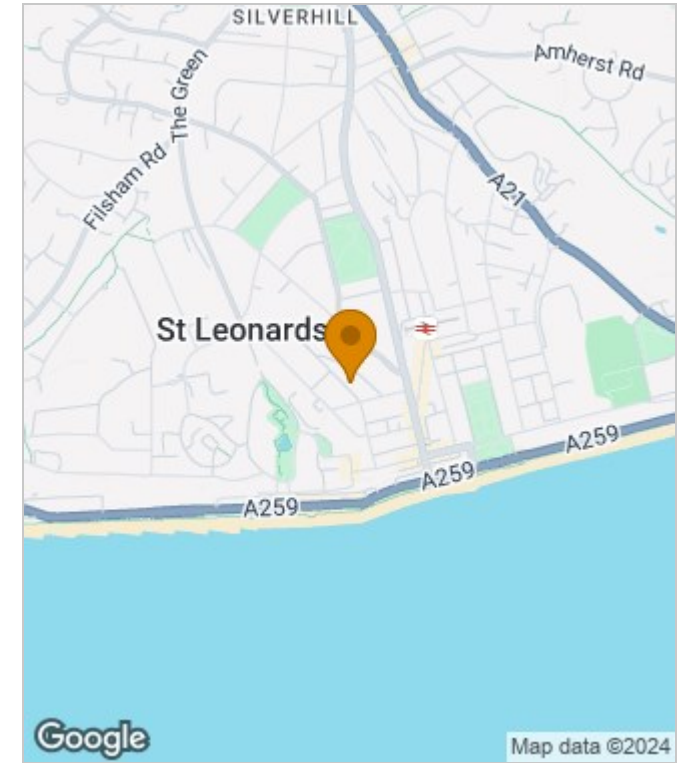 SILVERHILL
Amherst Rd
The Green
Filsham Rd
A21
St Leonards
A259
A259
A259
Google
Map data ©2024